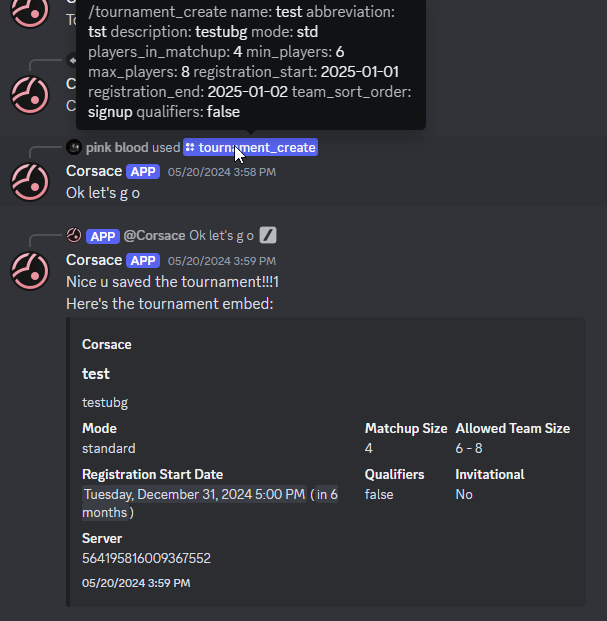 /tournament_create name: test abbreviation:
tst description: testubg mode: std
players_in_matchup: 4 min_players: 6
max_players: 8 registration_start: 2025-01-01
registration_end: 2025-01-02 team_sort_order:
signup qualifiers: false
pink blood used tournament_create
Corsace APP 05/20/2024 3:58 PM
Ok let's g o
APP @Corsace Ok let's g o
Corsace APP 05/20/2024 3:59 PM
Nice u saved the tournament!!!1
Here's the tournament embed:
Corsace
test
testubg
Mode Matchup Size Allowed Team Size
standard 4 6 - 8
Registration Start Date Qualifiers Invitational
Tuesday, December 31, 2024 5:00 PM (in 6 false No
months)
Server
564195816009367552
05/20/2024 3:59 PM